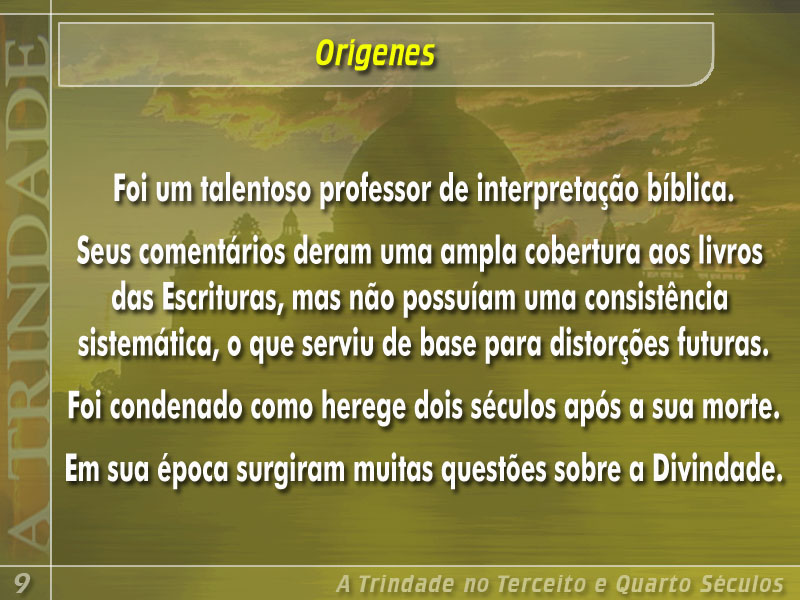 Orígenes
A TRINDADE
Foi um talentoso professor de interpretação bíblica.
Seus comentários deram uma ampla cobertura aos livros
das Escrituras, mas não possuíam uma consistência
sistemática, o que serviu de base para distorções futuras.
Foi condenado como herege dois séculos após a sua morte.
Em sua época surgiram muitas questões sobre a Divindade.
9
A Trindade no Terceito e Quarto Séculos